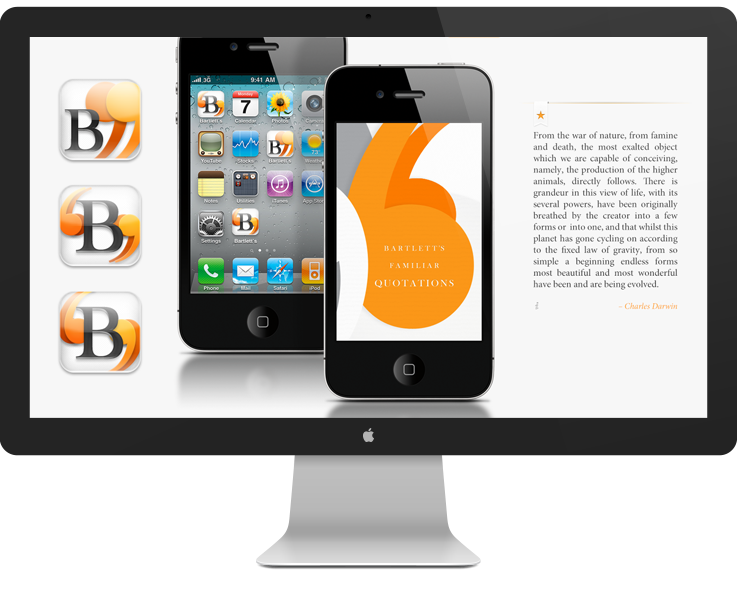 B
B
B
3G 9:41 AM
Monday
7
Bartlett's Calendar Photos Camera
YouTube Stocks Bartlett's Weather
73°
Notes Utilities iTunes App Store
Settings Bartlett's
Phone Mail Safari iPod
BARTLETT'S
FAMILIAR
QUOTATIONS
From the war of nature, from famine
and death, the most exalted object
which we are capable of conceiving,
namely, the production of the higher
animals, directly follows. There is
grandeur in this view of life, with its
several powers, have been originally
breathed by the creator into a few
forms or into one, and that whilst this
planet has gone cycling on according
to the fixed law of gravity, from so
simple a beginning endless forms
most beautiful and most wonderful
have been and are being evolved.
– Charles Darwin